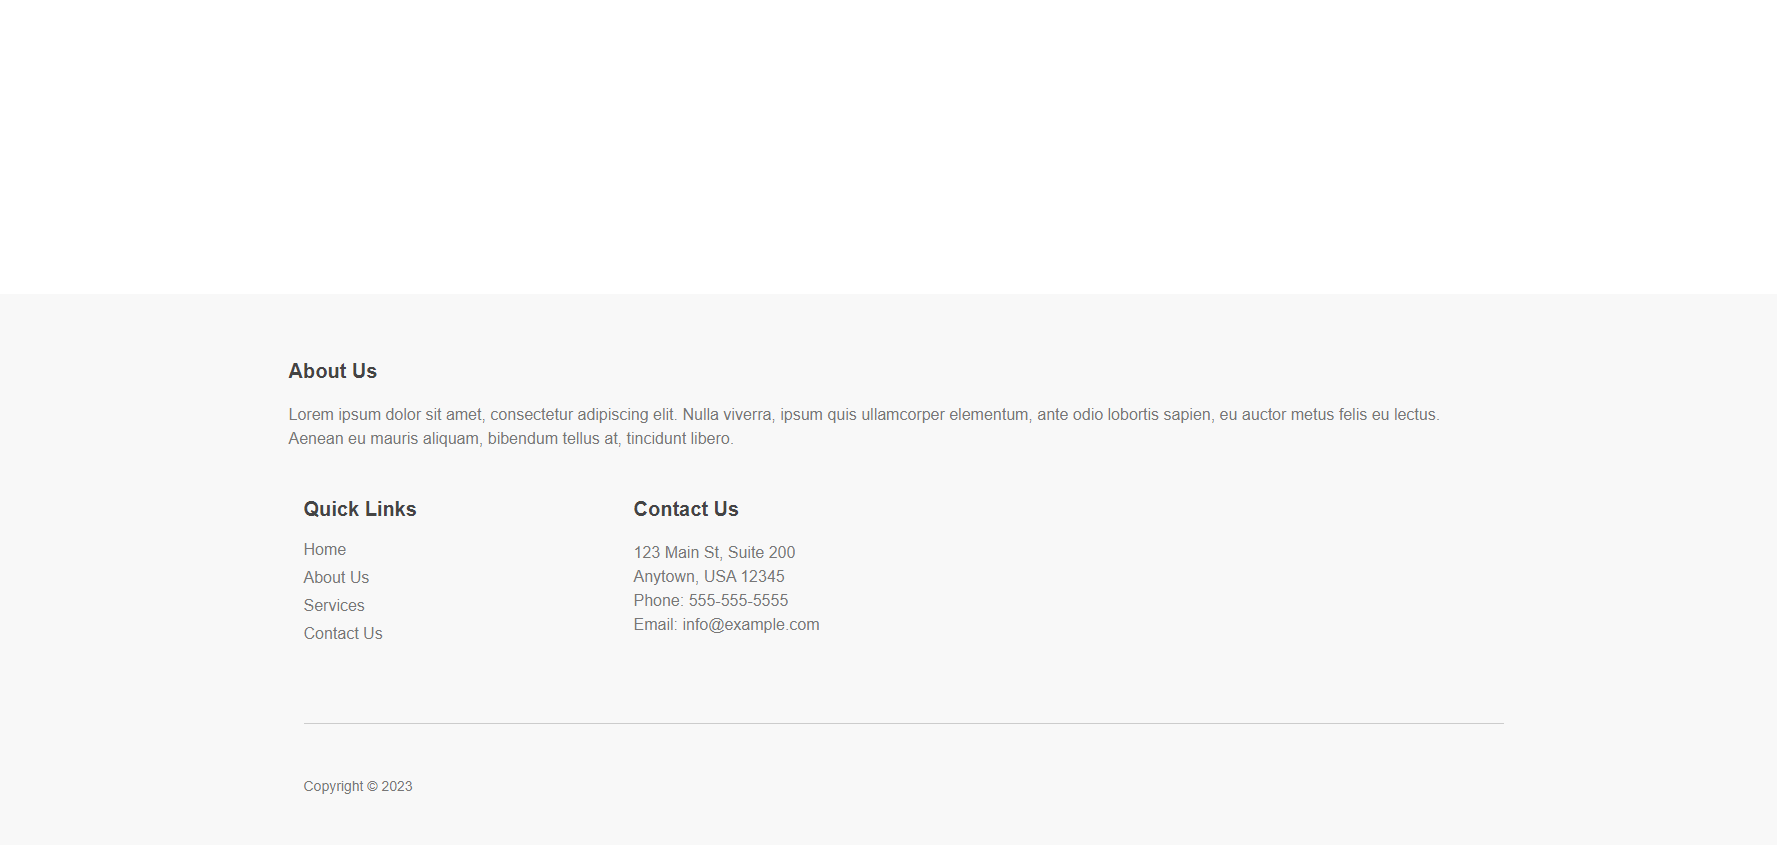 About Us
Lorem ipsum dolor sit amet, consectetur adipiscing elit. Nulla viverra, ipsum quis ullamcorper elementum, ante odio lobortis sapien, eu auctor metus felis eu lectus.
Aenean eu mauris aliquam, bibendum tellus at, tincidunt libero.
Quick Links
Home
About Us
Services
Contact Us
Contact Us
123 Main St, Suite 200
Anytown, USA 12345
Phone: 555-555-5555
Email: info@example.com
Copyright © 2023